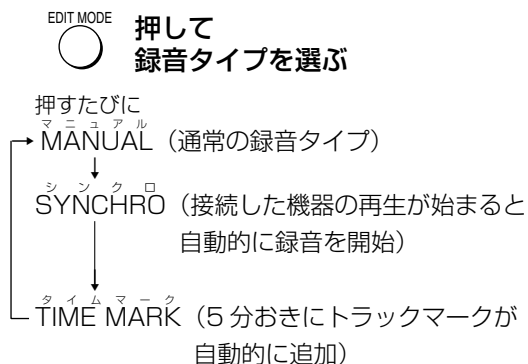 EDIT MODE
押して
録音タイプを選ぶ
押すたびに
マニュアル
MANUAL（通常の録音タイプ）
シンクロ
SYNCHRO（接続した機器の再生が始まると
自動的に録音を開始）
タイムマーク
TIME MARK（5 分おきにトラックマークが
自動的に追加）